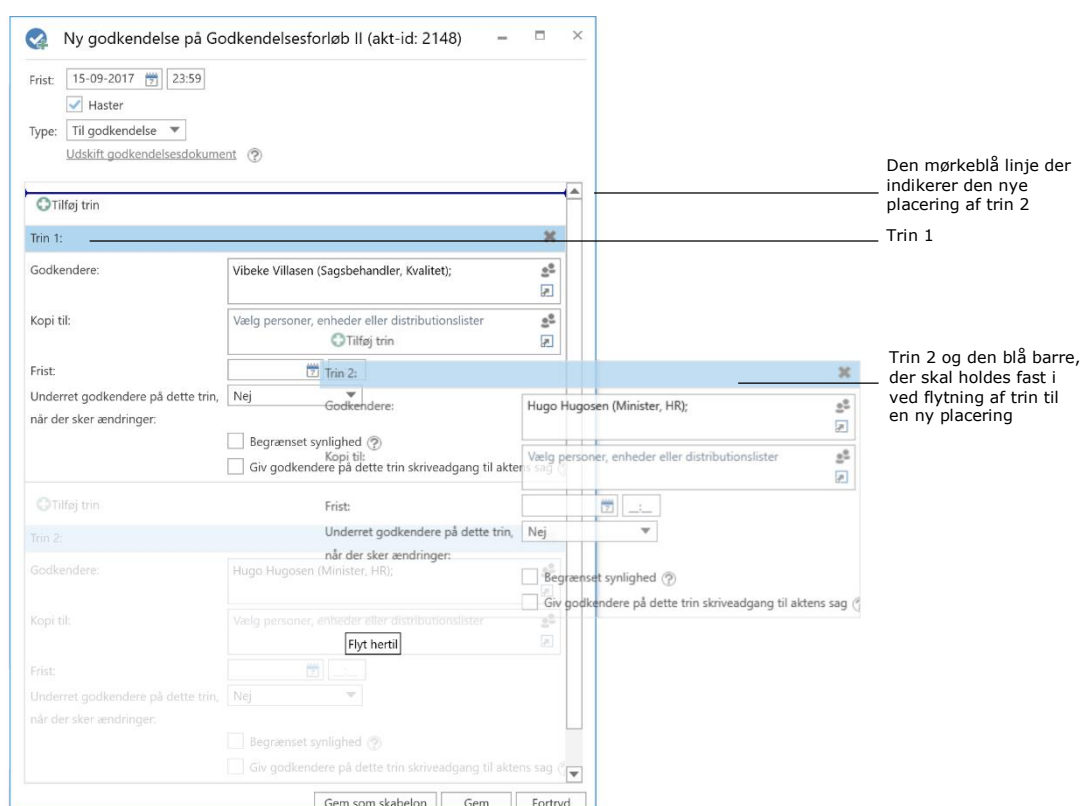 Ny godkendelse på Godkendelsesforløb II (akt-id: 2148)
Frist: 15-09-2017 23:59
Haster
Type: Til godkendelse
Udskift godkendelsesdokument
Tilføj trin
Trin 1:
Godkendere: Vibeke Villasen (Sagsbehandler, Kvalitet);
Kopi til: Vælg personer, enheder eller distributionslister
Frist:
Underret godkendere på dette trin, Nej
når der sker ændringer:
Begrænset synlighed
Giv godkendere på dette trin skriveadgang til aktens sag
Tilføj trin
Trin 2:
Godkendere: Hugo Hugosen (Minister, HR);
Kopi til: Vælg personer, enheder eller distributionslister
Flyt hertil
Frist:
Underret godkendere på dette trin, Nej
når der sker ændringer:
Begrænset synlighed
Giv godkendere på dette trin skriveadgang til aktens sag
Gem som skabelon Gem Fortryd
Tilføj trin
Trin 2:
Godkendere: Hugo Hugosen (Minister, HR);
Kopi til: Vælg personer, enheder eller distributionslister
Frist: __:__
Underret godkendere på dette trin, Nej
når der sker ændringer:
Begrænset synlighed
Giv godkendere på dette trin skriveadgang til aktens sag
Den mørkeblå linje der
indikerer den nye
placering af trin 2
Trin 1
Trin 2 og den blå barre,
der skal holdes fast i
ved flytning af trin til
en ny placering